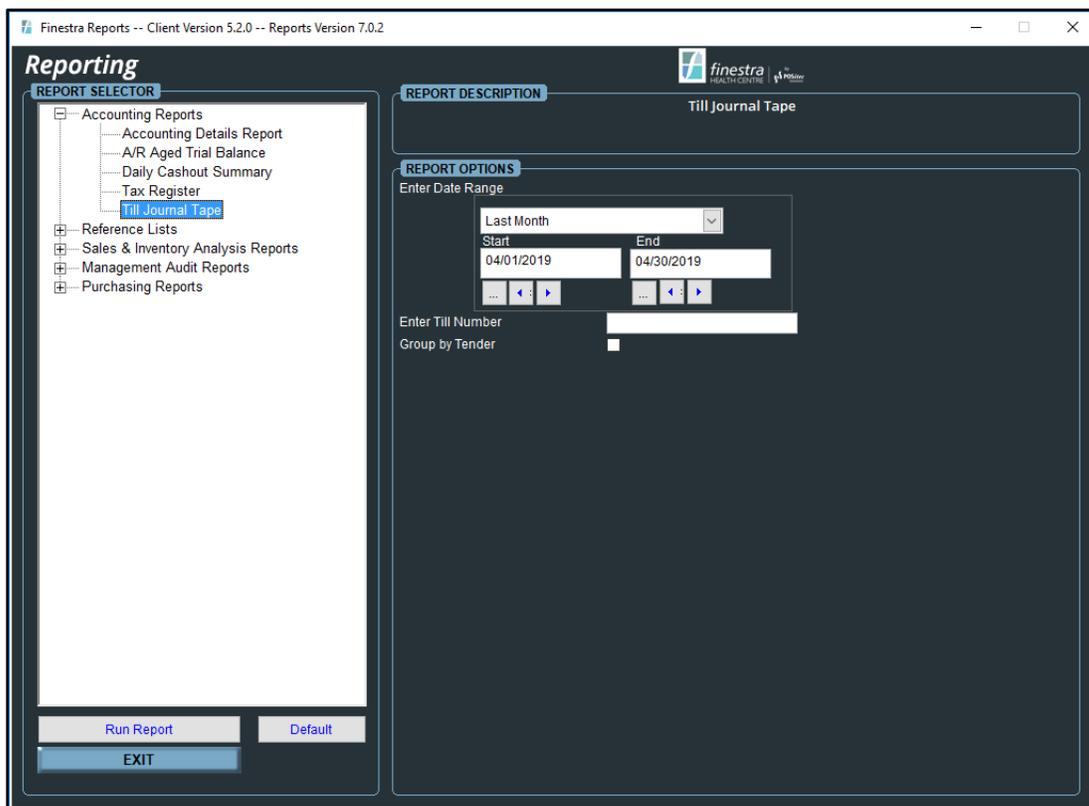 Finestra Reports -- Client Version 5.2.0 -- Reports Version 7.0.2
Reporting
finestra
HEALTH CENTRE
by
POSitec
REPORT SELECTOR
Accounting Reports
Accounting Details Report
A/R Aged Trial Balance
Daily Cashout Summary
Tax Register
Till Journal Tape
Reference Lists
Sales & Inventory Analysis Reports
Management Audit Reports
Purchasing Reports
Run Report
Default
EXIT
REPORT DESCRIPTION
Till Journal Tape
REPORT OPTIONS
Enter Date Range
Last Month
Start End
04/01/2019 04/30/2019
... ...
Enter Till Number
Group by Tender